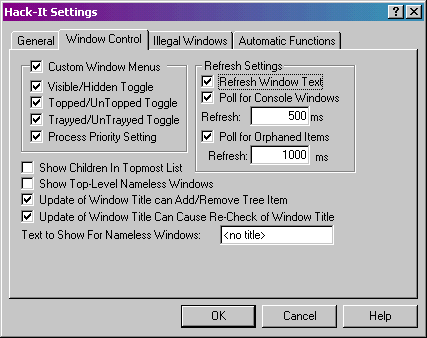 Hack-It Settings
General Window Control Illegal Windows Automatic Functions
Custom Window Menus
Visible/Hidden Toggle
Topped/UnTopped Toggle
Trayyed/UnTrayyed Toggle
Process Priority Setting
Refresh Settings
Refresh Window Text
Poll for Console Windows
Refresh: 500 ms
Poll for Orphaned Items
Refresh: 1000 ms
Show Children In Topmost List
Show Top-Level Nameless Windows
Update of Window Title can Add/Remove Tree Item
Update of Window Title Can Cause Re-Check of Window Title
Text to Show For Nameless Windows: <no title>
OK Cancel Help